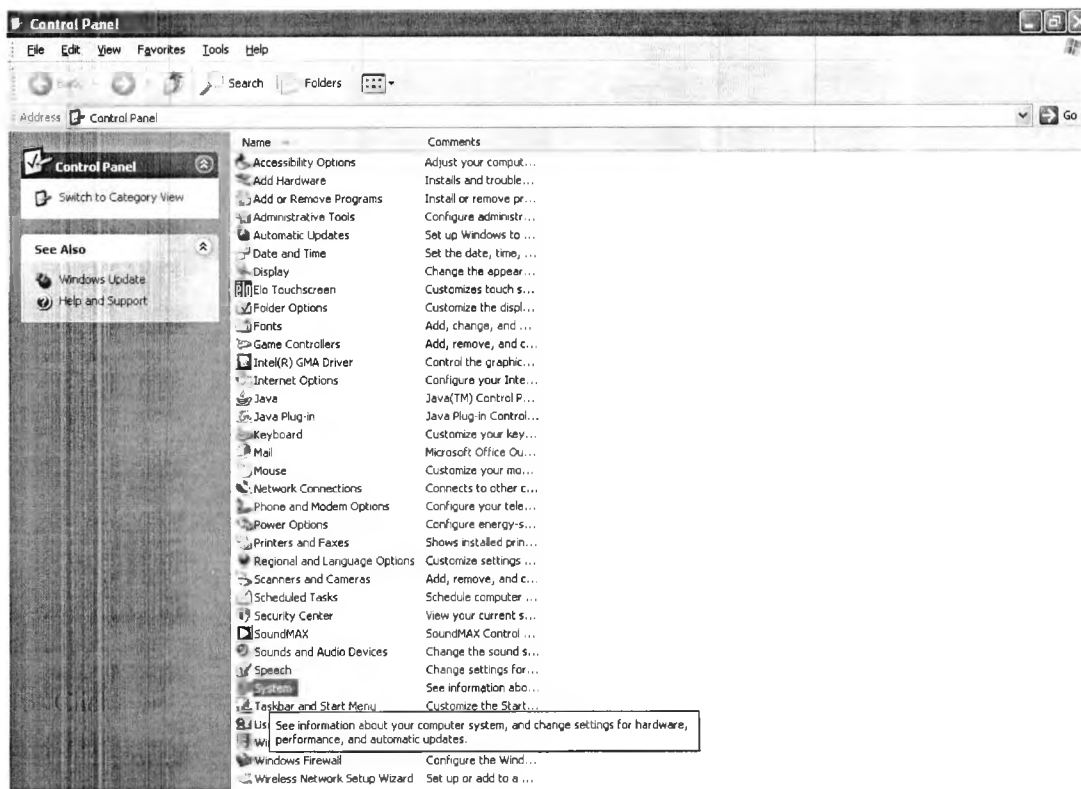 Control Panel
File Edit View Favorites Tools Help
Back Search Folders
Address Control Panel Go
Control Panel
Switch to Category View
See Also
Windows Update
Help and Support
Name Comments
Accessibility Options Adjust your comput...
Add Hardware Installs and trouble...
Add or Remove Programs Install or remove pr...
Administrative Tools Configure administr...
Automatic Updates Set up Windows to ...
Date and Time Set the date, time, ...
Display Change the appear...
Elo Touchscreen Customizes touch s...
Folder Options Customize the displ...
Fonts Add, change, and ...
Game Controllers Add, remove, and c...
Intel(R) GMA Driver Control the graphic...
Internet Options Configure your Inte...
Java Java(TM) Control P...
Java Plug-in Java Plug-in Control...
Keyboard Customize your key...
Mail Microsoft Office Ou...
Mouse Customize your mo...
Network Connections Connects to other c...
Phone and Modem Options Configure your tele...
Power Options Configure energy-s...
Printers and Faxes Shows installed prin...
Regional and Language Options Customize settings ...
Scanners and Cameras Add, remove, and c...
Scheduled Tasks Schedule computer ...
Security Center View your current s...
SoundMAX SoundMAX Control ...
Sounds and Audio Devices Change the sound s...
Speech Change settings for...
System See information abo...
Taskbar and Start Menu Customize the Start...
Us
Wi
See information about your computer system, and change settings for hardware,
performance, and automatic updates.
Windows Firewall Configure the Wind...
Wireless Network Setup Wizard Set up or add to a ...